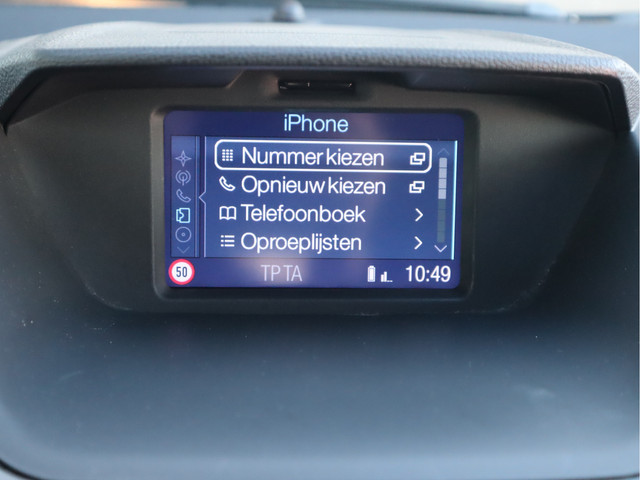 iPhone
Nummer kiezen
Opnieuw kiezen
Telefoonboek
Oproeplijsten
50 TP TA 10:49